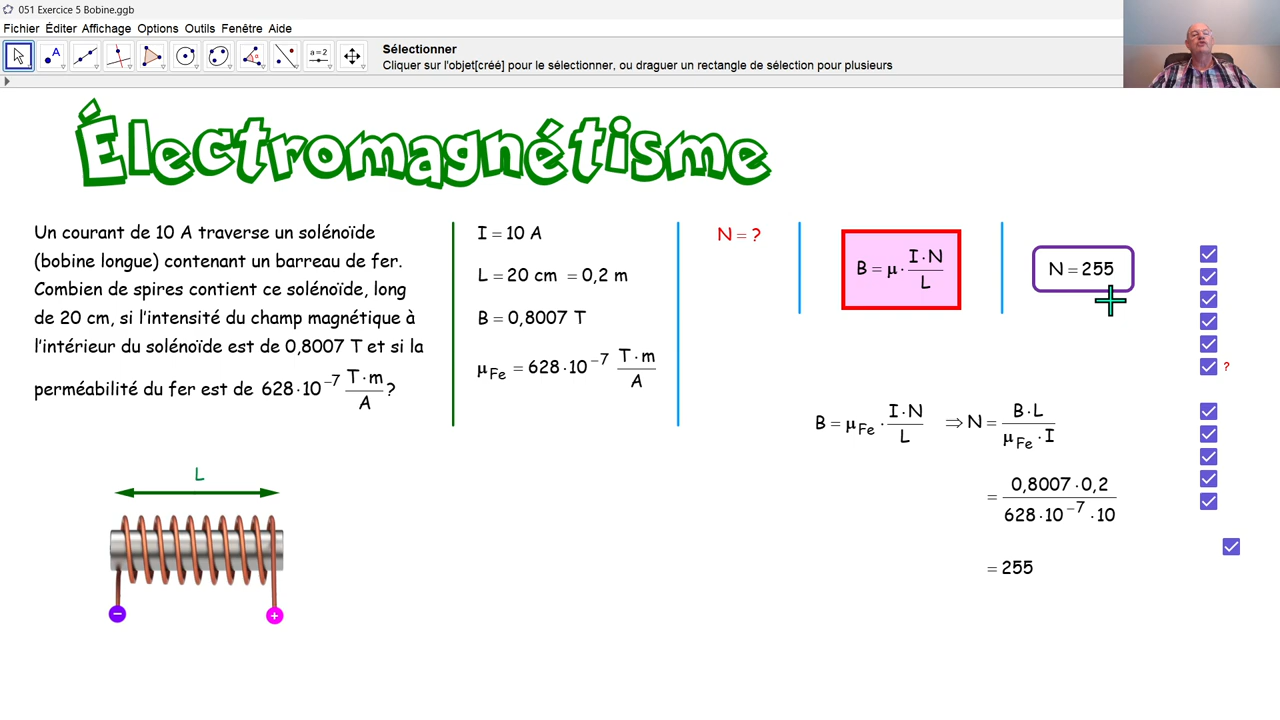 051 Exercice 5 Bobine.ggb
Fichier Éditer Affichage Options Outils Fenêtre Aide
A
a=2
Sélectionner
Cliquer sur l'objet[créé] pour le sélectionner, ou draguer un rectangle de sélection pour plusieurs
Électromagnétisme
Un courant de 10 A traverse un solénoïde
(bobine longue) contenant un barreau de fer.
Combien de spires contient ce solénoïde, long
de 20 cm, si l'intensité du champ magnétique à
l'intérieur du solénoïde est de 0,8007 T et si la
perméabilité du fer est de 628·10⁻⁷ T·m/A ?
I = 10 A
L = 20 cm = 0,2 m
B = 0,8007 T
μFe = 628·10⁻⁷ T·m/A
N = ?
B = μ · I·N/L
N = 255
?
B = μFe · I·N/L ⇒ N = B·L/μFe·I
= 0,8007·0,2/628·10⁻⁷·10
= 255
L
−
+